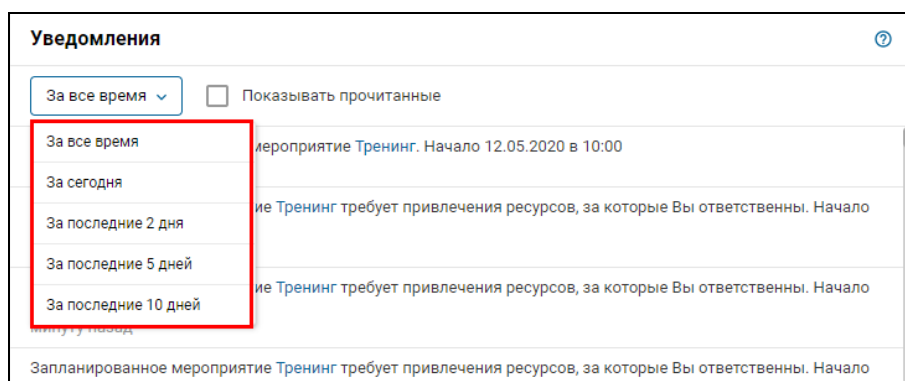 Уведомления
За все время
Показывать прочитанные
За все время
мероприятие Тренинг. Начало 12.05.2020 в 10:00
За сегодня
Тренинг требует привлечения ресурсов, за которые Вы ответственны. Начало
За последние 2 дня
За последние 5 дней
Тренинг требует привлечения ресурсов, за которые Вы ответственны. Начало
За последние 10 дней
минуту назад
Запланированное мероприятие Тренинг требует привлечения ресурсов, за которые Вы ответственны. Начало